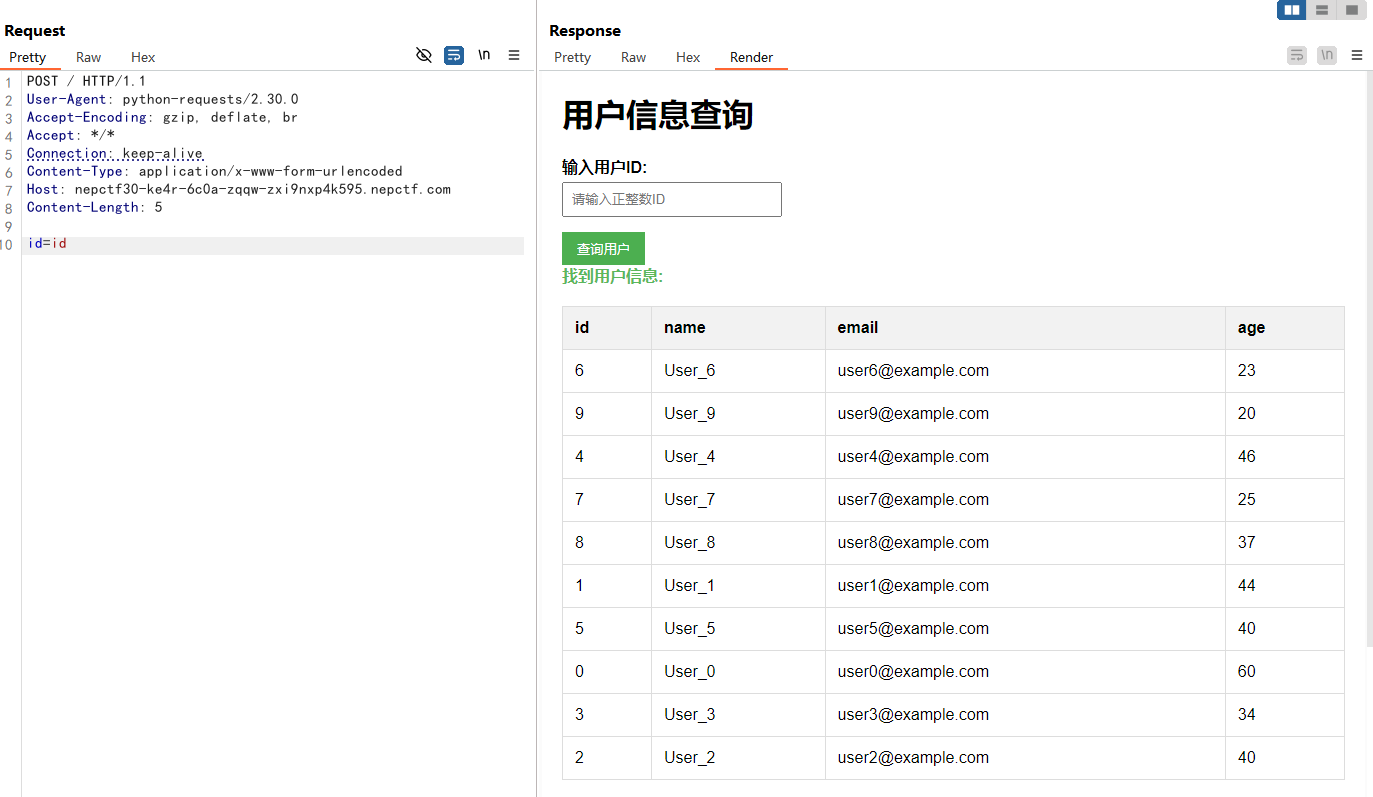 Request
Pretty Raw Hex
\n
1 POST / HTTP/1.1
2 User-Agent: python-requests/2.30.0
3 Accept-Encoding: gzip, deflate, br
4 Accept: */*
5 Connection: keep-alive
6 Content-Type: application/x-www-form-urlencoded
7 Host: nepctf30-ke4r-6c0a-zqqw-zxi9nxp4k595.nepctf.com
8 Content-Length: 5
9
10 id=id
Response
Pretty Raw Hex Render
\n
用户信息查询
输入用户ID:
请输入正整数ID
查询用户
找到用户信息:
id name email age
6 User_6 user6@example.com 23
9 User_9 user9@example.com 20
4 User_4 user4@example.com 46
7 User_7 user7@example.com 25
8 User_8 user8@example.com 37
1 User_1 user1@example.com 44
5 User_5 user5@example.com 40
0 User_0 user0@example.com 60
3 User_3 user3@example.com 34
2 User_2 user2@example.com 40